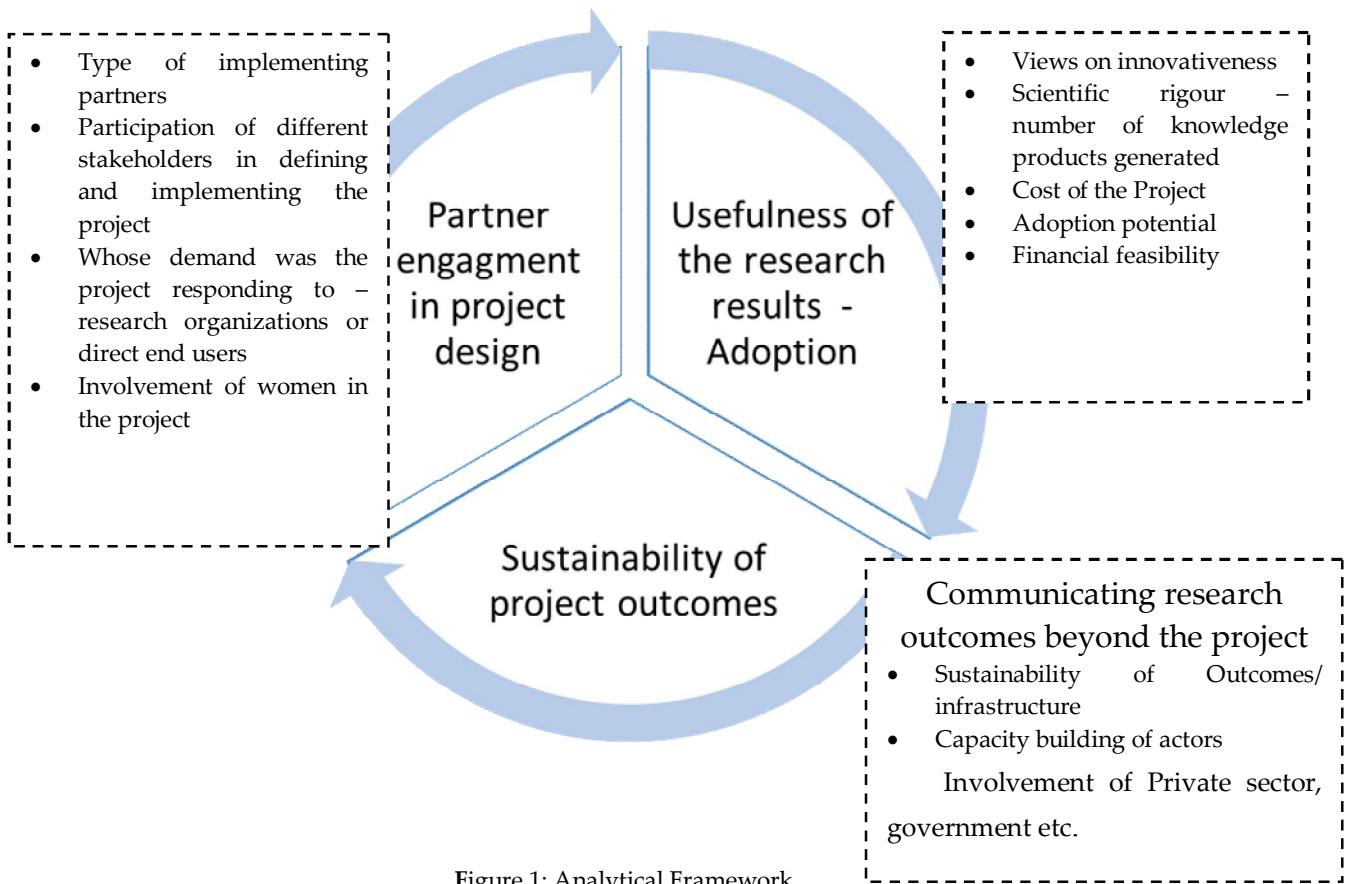 • Type of implementing
partners
• Participation of different
stakeholders in defining
and implementing the
project
• Whose demand was the
project responding to –
research organizations or
direct end users
• Involvement of women in
the project
Partner
engagment
in project
design
Usefulness of
the research
results -
Adoption
• Views on innovativeness
• Scientific rigour –
number of knowledge
products generated
• Cost of the Project
• Adoption potential
• Financial feasibility
Sustainability of
project outcomes
Communicating research
outcomes beyond the project
• Sustainability of Outcomes/
infrastructure
• Capacity building of actors
Involvement of Private sector,
government etc.
Figure 1: Analytical Framework